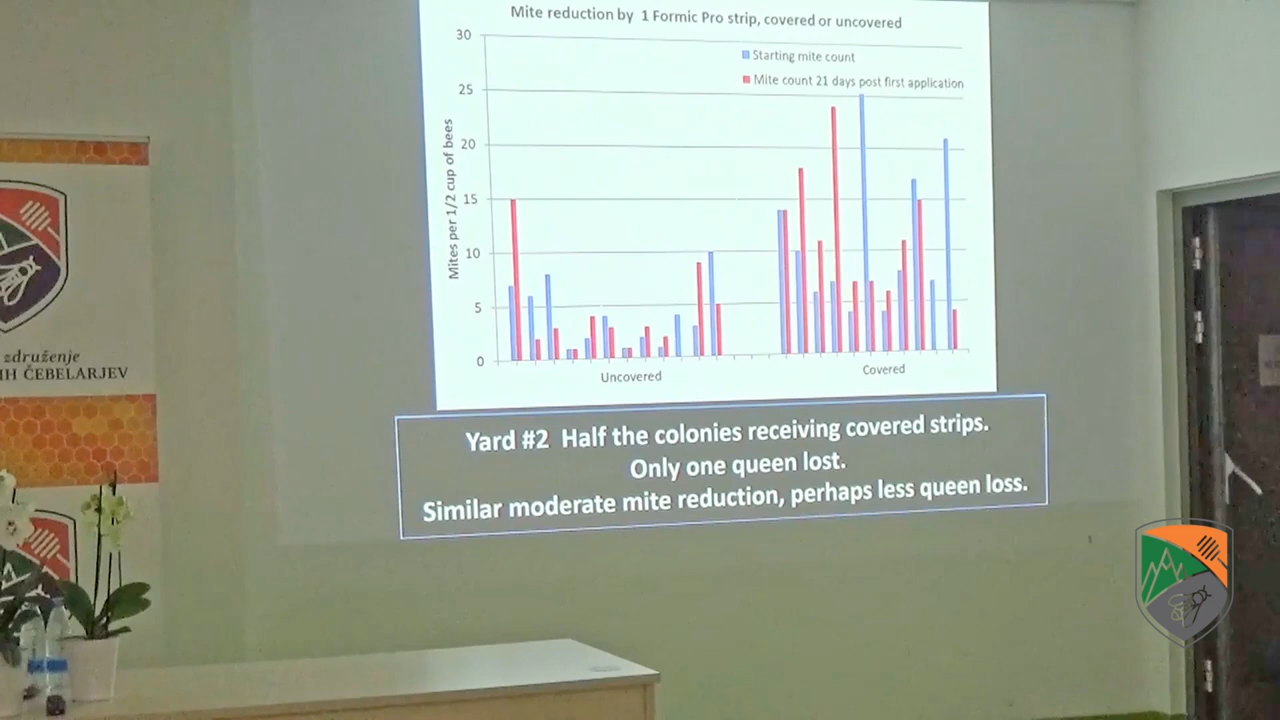 Mite reduction by 1 Formic Pro strip, covered or uncovered
30
Starting mite count
Mite count 21 days post first application
25
20
15
10
5
0
Mites per 1/2 cup of bees
Uncovered
Covered
Yard #2 Half the colonies receiving covered strips.
Only one queen lost.
Similar moderate mite reduction, perhaps less queen loss.
združenje
IH ČEBELARJEV